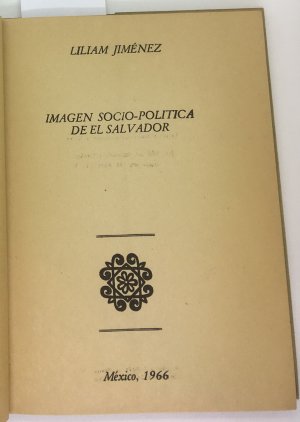 LILIAM JIMÉNEZ
IMAGEN SOCIO-POLITICA
DE EL SALVADOR
México, 1966